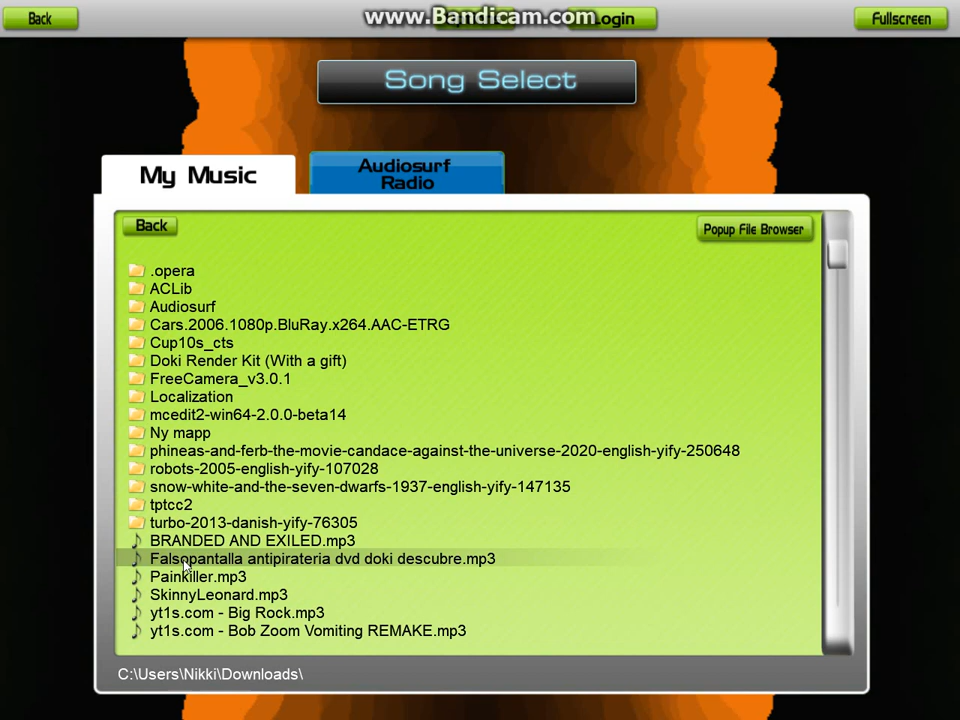 Back
www.Bandicam.com
Login
Fullscreen
Song Select
My Music
Audiosurf
Radio
Back
Popup File Browser
.opera
ACLib
Audiosurf
Cars.2006.1080p.BluRay.x264.AAC-ETRG
Cup10s_cts
Doki Render Kit (With a gift)
FreeCamera_v3.0.1
Localization
mcedit2-win64-2.0.0-beta14
Ny mapp
phineas-and-ferb-the-movie-candace-against-the-universe-2020-english-yify-250648
robots-2005-english-yify-107028
snow-white-and-the-seven-dwarfs-1937-english-yify-147135
tptcc2
turbo-2013-danish-yify-76305
BRANDED AND EXILED.mp3
Falsopantalla antipirateria dvd doki descubre.mp3
Painkiller.mp3
SkinnyLeonard.mp3
yt1s.com - Big Rock.mp3
yt1s.com - Bob Zoom Vomiting REMAKE.mp3
C:\Users\Nikki\Downloads\